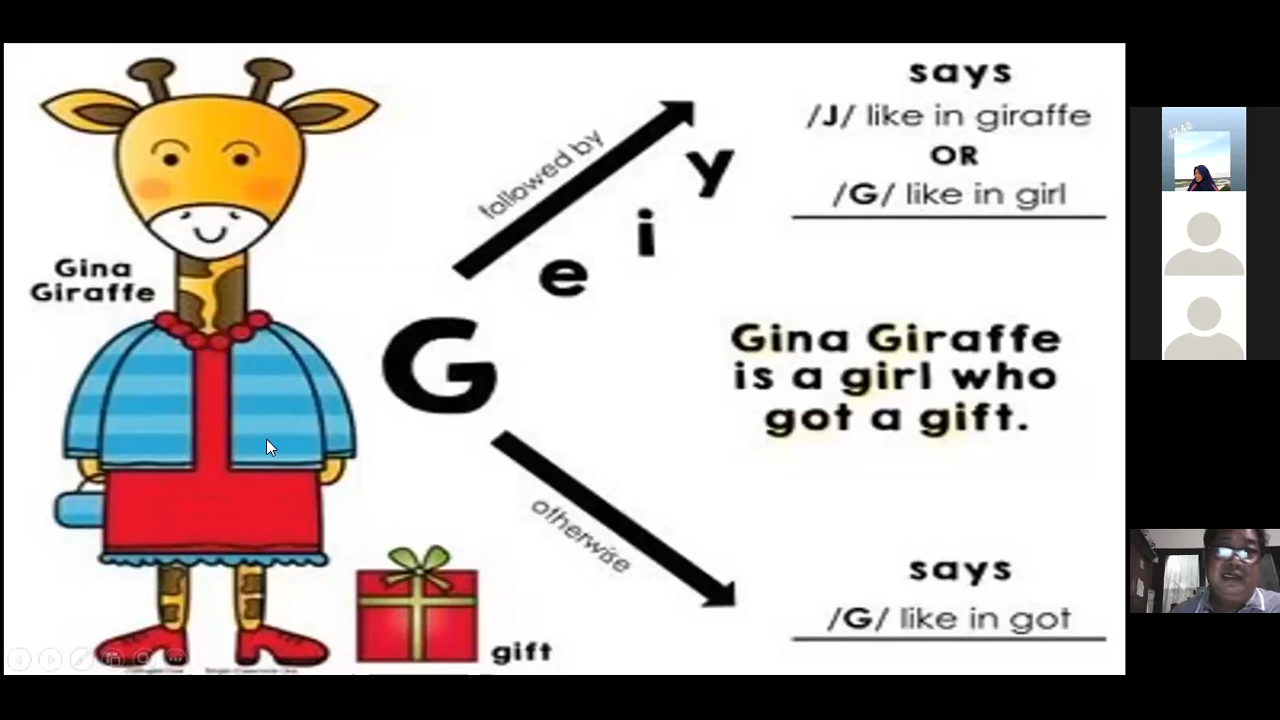 says
/J/ like in giraffe
OR
/G/ like in girl
followed by
y
i
e
Gina
Giraffe
G
Gina Giraffe
is a girl who
got a gift.
otherwise
says
/G/ like in got
gift